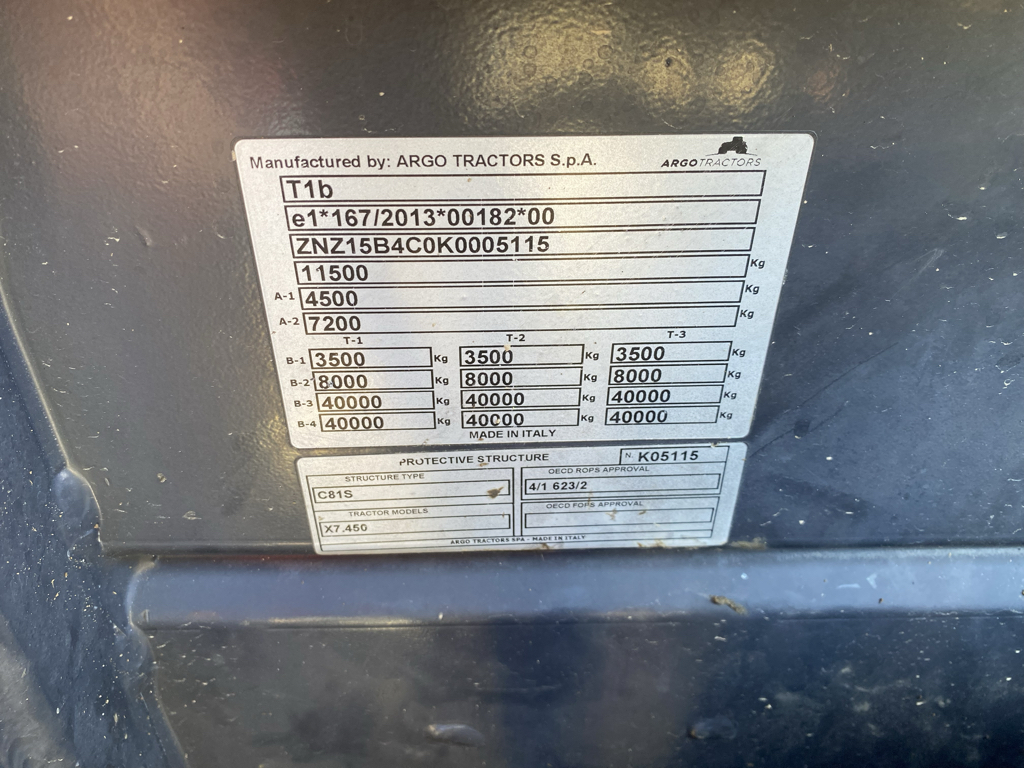 Manufactured by: ARGO TRACTORS S.p.A. ARGOTRACTORS
T1b
e1*167/2013*00182*00
ZNZ15B4C0K0005115
11500 Kg
A-1 4500 Kg
A-2 7200 Kg
T-1 T-2 T-3
B-1 3500 Kg 3500 Kg 3500 Kg
B-2 8000 Kg 8000 Kg 8000 Kg
B-3 40000 Kg 40000 Kg 40000 Kg
B-4 40000 Kg 40000 Kg 40000 Kg
MADE IN ITALY
PROTECTIVE STRUCTURE N. K05115
STRUCTURE TYPE OECD ROPS APPROVAL
C81S 4/1 623/2
TRACTOR MODELS OECD FOPS APPROVAL
X7.450
ARGO TRACTORS SPA - MADE IN ITALY